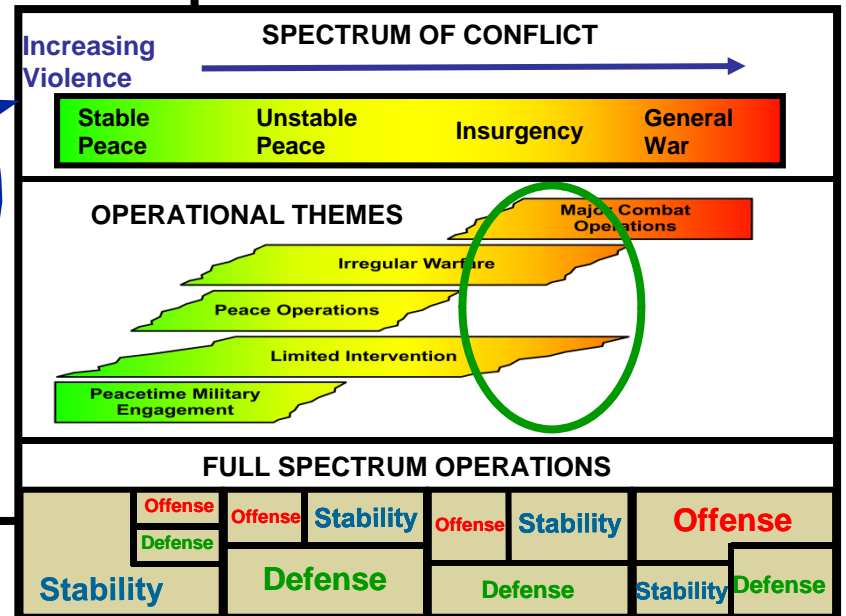 SPECTRUM OF CONFLICT
Increasing
Violence
Stable
Peace
Unstable
Peace
Insurgency
General
War
OPERATIONAL THEMES
Major Combat
Operations
Irregular Warfare
Peace Operations
Limited Intervention
Peacetime Military
Engagement
FULL SPECTRUM OPERATIONS
Stability
Offense
Defense
Offense
Stability
Defense
Offense
Stability
Defense
Offense
Stability
Defense